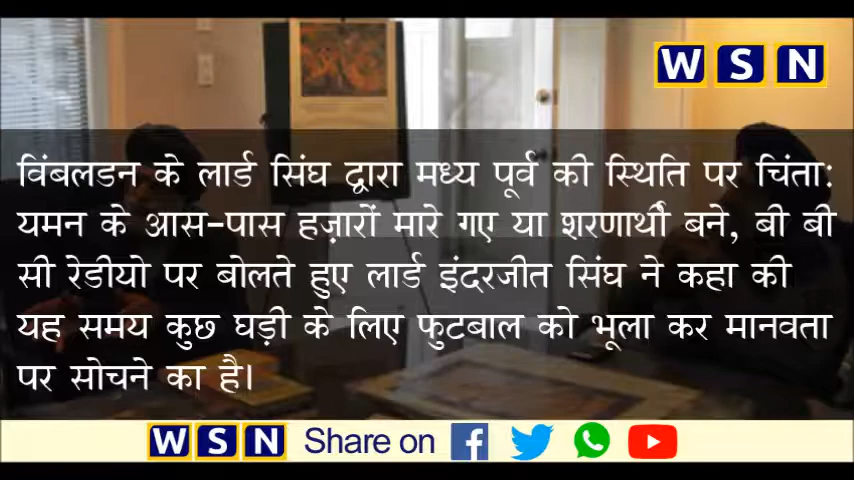 WSN
विंबलडन के लार्ड सिंघ द्वारा मध्य पूर्व की स्थिति पर चिंता:
यमन के आस-पास हज़ारों मारे गए या शरणार्थी बने, बी बी
सी रेडीयो पर बोलते हुए लार्ड इंदरजीत सिंघ ने कहा की
यह समय कुछ घड़ी के लिए फुटबाल को भूला कर मानवता
पर सोचने का है।
WSN Share on